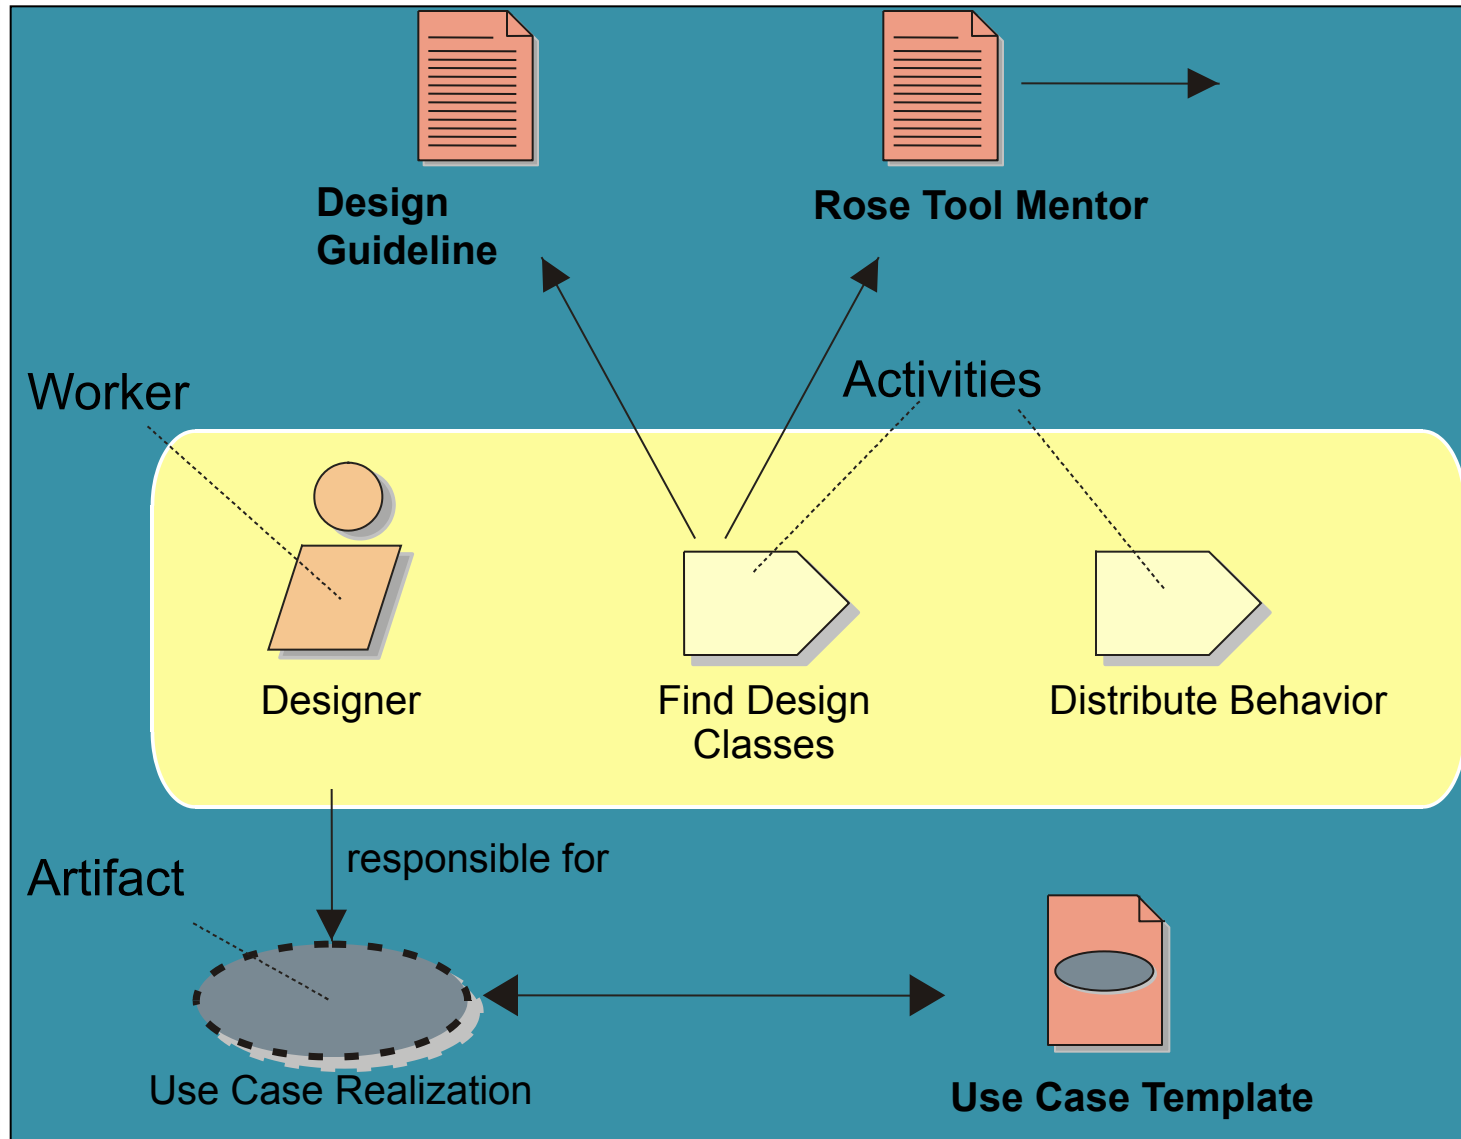 Design
Guideline
Rose Tool Mentor
Worker
Activities
Designer
Find Design
Classes
Distribute Behavior
responsible for
Artifact
Use Case Realization
Use Case Template